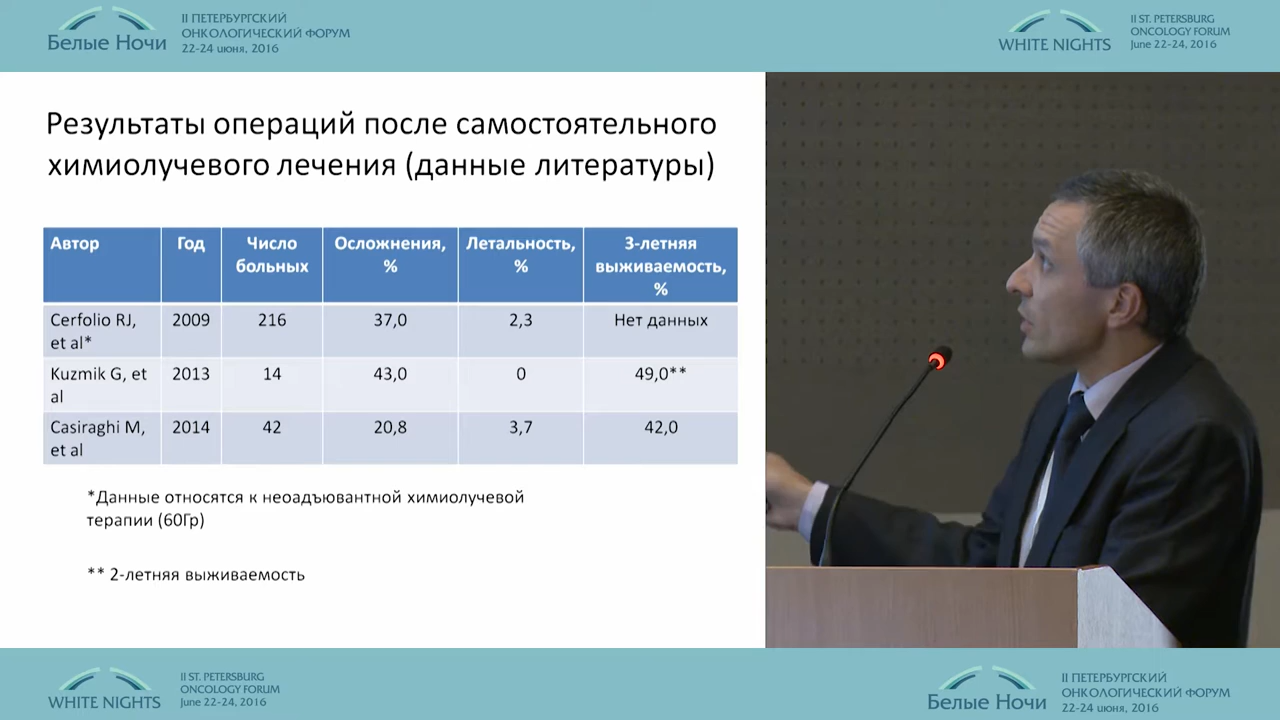 Белые Ночи
II ПЕТЕРБУРГСКИЙ
ОНКОЛОГИЧЕСКИЙ ФОРУМ
22-24 июня, 2016
WHITE NIGHTS
II ST. PETERSBURG
ONCOLOGY FORUM
June 22-24, 2016
Результаты операций после самостоятельного
химиолучевого лечения (данные литературы)
Автор
Год
Число
больных
Осложнения,
%
Летальность,
%
3-летняя
выживаемость,
%
Cerfolio RJ,
et al*
2009
216
37,0
2,3
Нет данных
Kuzmik G, et
al
2013
14
43,0
0
49,0**
Casiraghi M,
et al
2014
42
20,8
3,7
42,0
*Данные относятся к неоадъювантной химиолучевой
терапии (60Гр)
** 2-летняя выживаемость
WHITE NIGHTS
II ST. PETERSBURG
ONCOLOGY FORUM
June 22-24, 2016
Белые Ночи
II ПЕТЕРБУРГСКИЙ
ОНКОЛОГИЧЕСКИЙ ФОРУМ
22-24 июня, 2016